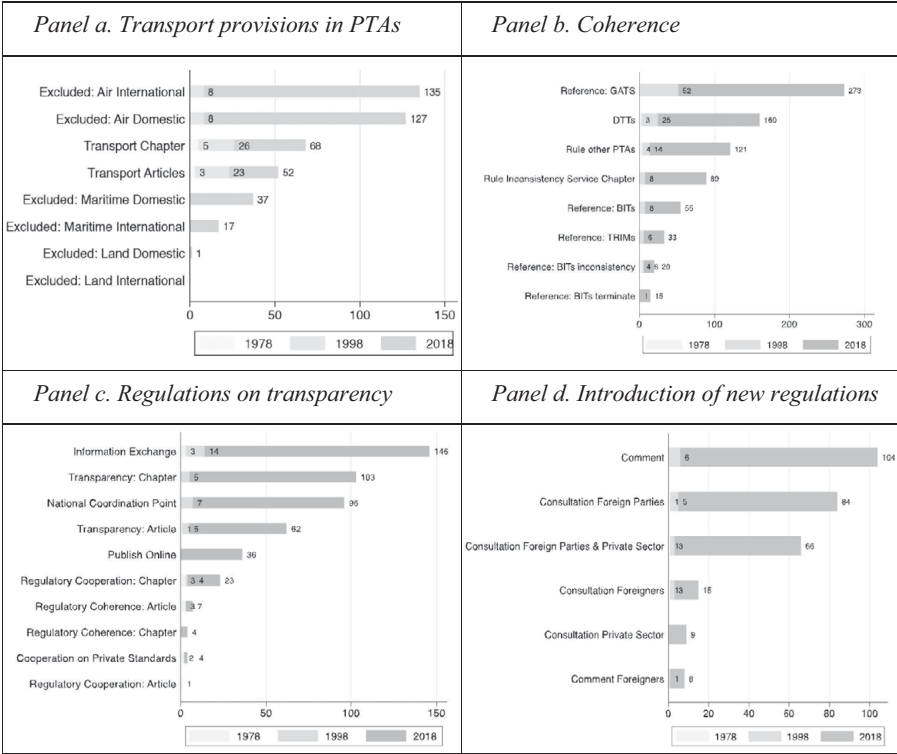 Panel a. Transport provisions in PTAs
Excluded: Air International 8 135
Excluded: Air Domestic 8 127
Transport Chapter 5 26 68
Transport Articles 3 23 52
Excluded: Maritime Domestic 37
Excluded: Maritime International 17
Excluded: Land Domestic 1
Excluded: Land International
0 50 100 150
1978 1998 2018
Panel b. Coherence
Reference: GATS 52 273
DTTs 3 25 160
Rule other PTAs 4 14 121
Rule Inconsistency Service Chapter 8 89
Reference: BITs 8 55
Reference: TRIMs 6 33
Reference: BITs inconsistency 4 6 20
Reference: BITs terminate 1 15
0 100 200 300
1978 1998 2018
Panel c. Regulations on transparency
Information Exchange 3 14 146
Transparency: Chapter 5 103
National Coordination Point 7 96
Transparency: Article 1 5 62
Publish Online 36
Regulatory Cooperation: Chapter 3 4 23
Regulatory Coherence: Article 3 7
Regulatory Coherence: Chapter 4
Cooperation on Private Standards 2 4
Regulatory Cooperation: Article 1
0 50 100 150
1978 1998 2018
Panel d. Introduction of new regulations
Comment 6 104
Consultation Foreign Parties 1 5 84
Consultation Foreign Parties & Private Sector 13 66
Consultation Foreigners 13 15
Consultation Private Sector 9
Comment Foreigners 1 8
0 20 40 60 80 100
1978 1998 2018